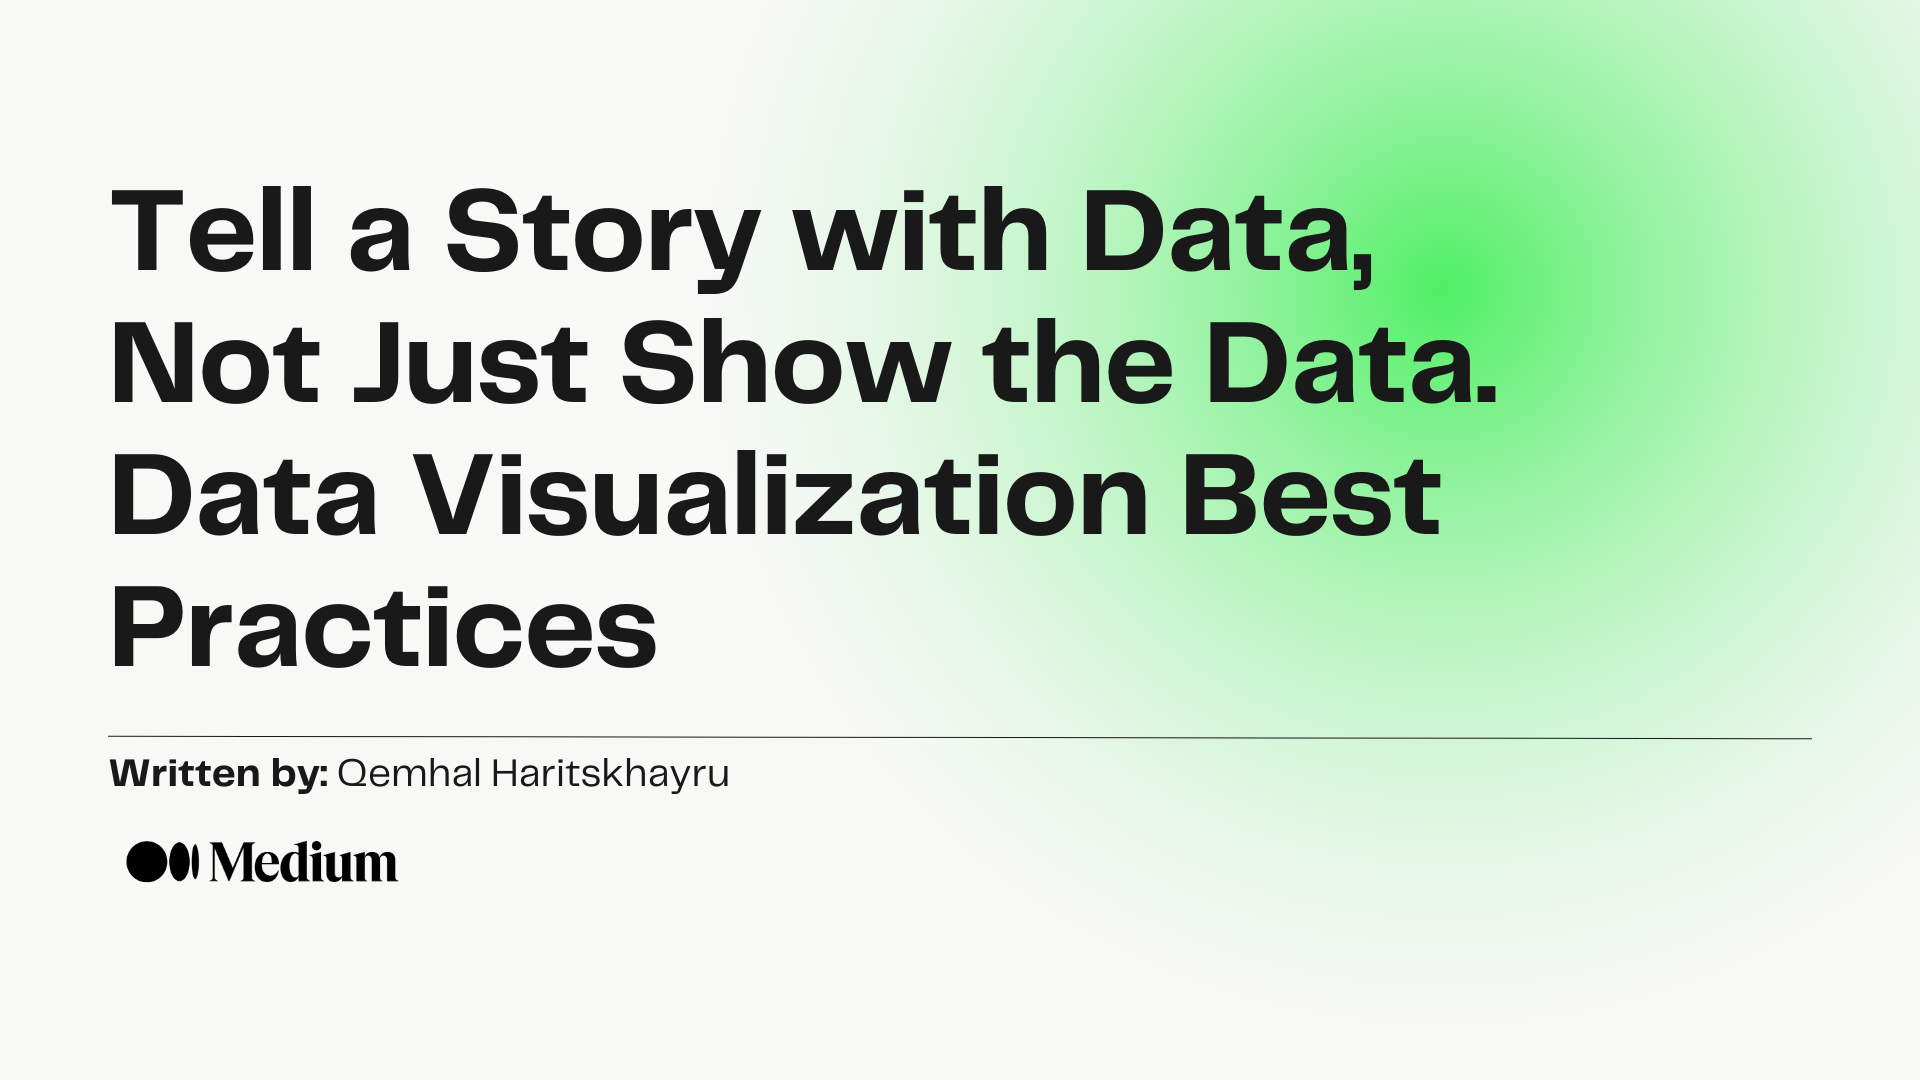 Tell a Story with Data,
Not Just Show the Data.
Data Visualization Best
Practices
Written by: Qemhal Haritskhayru
Medium